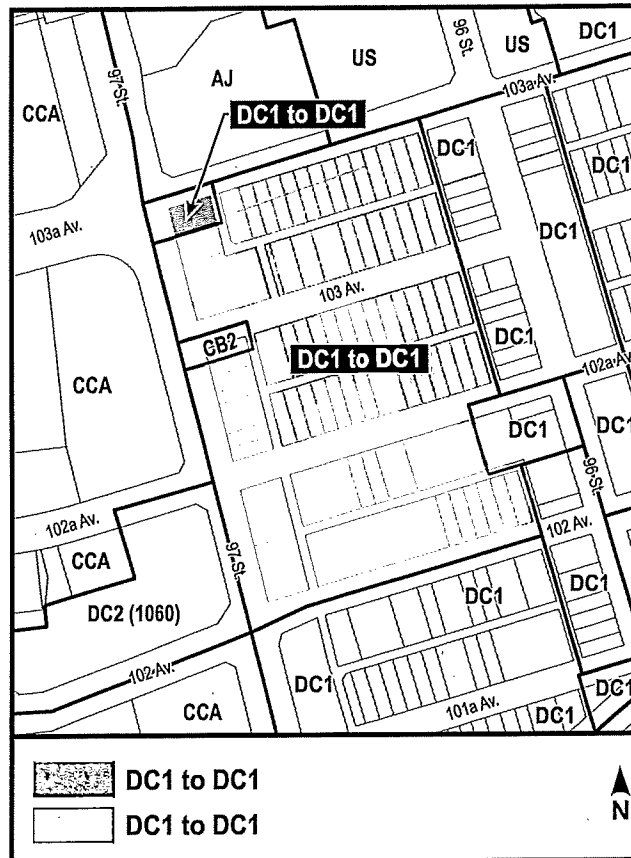 DC1
96 St.
US
US
97 St.
AJ
CCA
103a Av.
DC1 to DC1
DC1
DC1
103a Av.
DC1
103 Av.
CB2
DC1
DC1 to DC1
CCA
102a Av.
DC1
DC1
96 St.
102a Av.
102 Av.
97 St.
CCA
DC1
DC2 (1060)
DC1
102 Av.
DC1
DC1
CCA
101a Av.
DC1
DC1 to DC1
N
DC1 to DC1